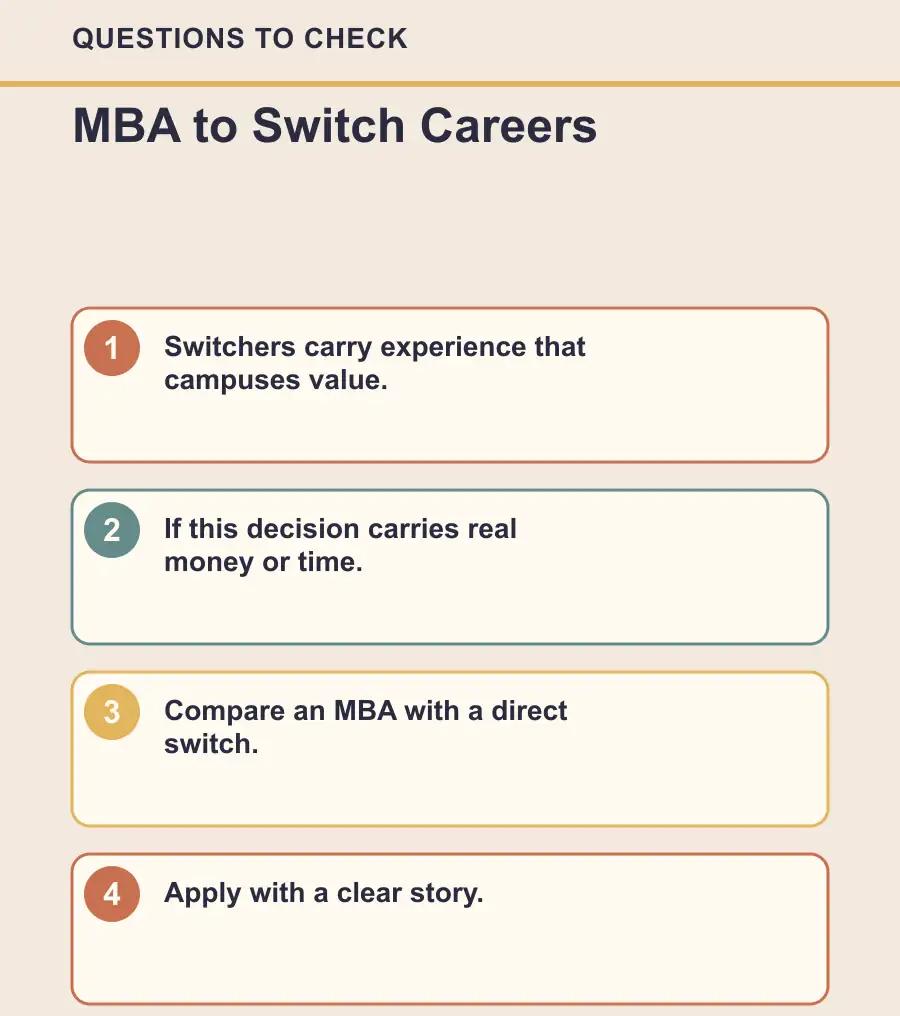 QUESTIONS TO CHECK
MBA to Switch Careers
1
Switchers carry experience that
campuses value.
2
If this decision carries real
money or time.
3
Compare an MBA with a direct
switch.
4
Apply with a clear story.